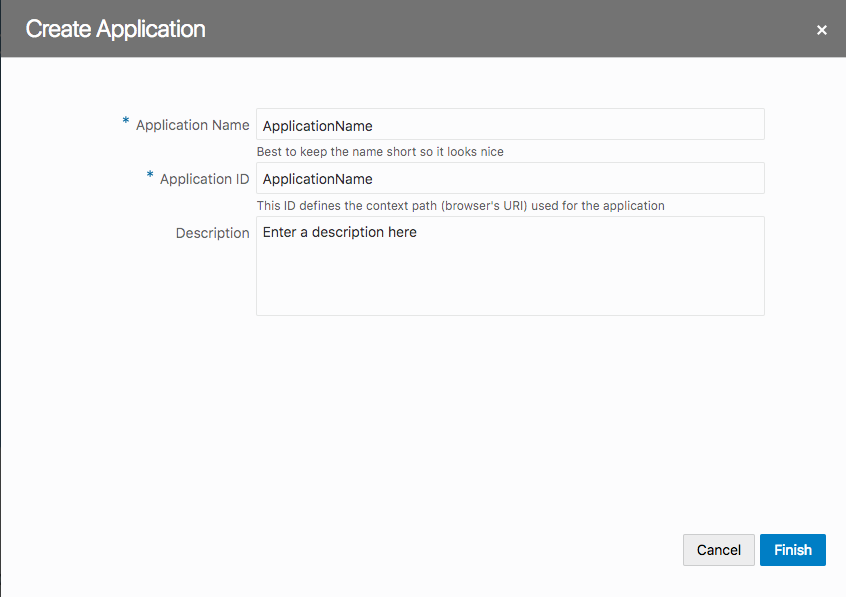 Create Application
×
* Application Name ApplicationName
Best to keep the name short so it looks nice
* Application ID ApplicationName
This ID defines the context path (browser's URI) used for the application
Description Enter a description here
Cancel Finish